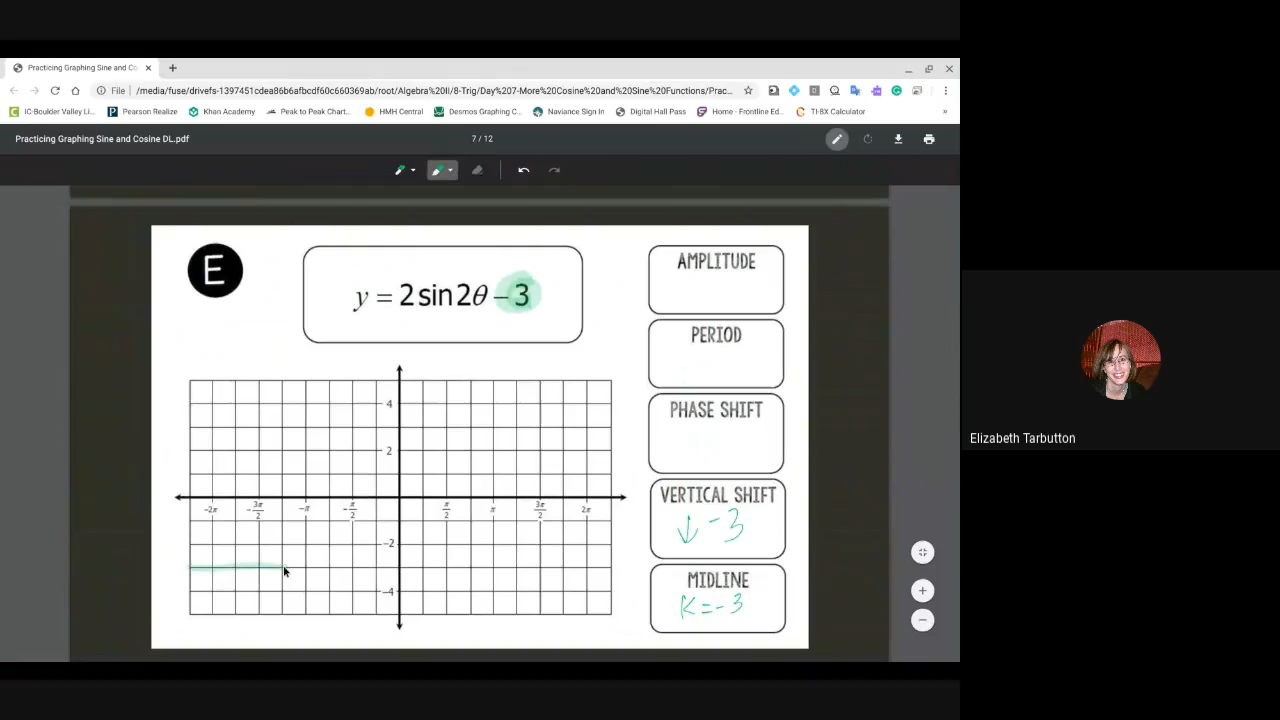 Practicing Graphing Sine and Co
File | /media/fuse/drivefs-1397451cdea86b6afbcdf60c660369ab/root/Algebra%20II/8-Trig/Day%207-More%20Cosine%20and%20Sine%20Functions/Prac...
IC-Boulder Valley Li... Pearson Realize Khan Academy Peak to Peak Chart... HMH Central Desmos Graphing C... Naviance Sign In Digital Hall Pass Home - Frontline Ed... TI-8X Calculator »
Practicing Graphing Sine and Cosine DL.pdf 7 / 12
E
y = 2 sin 2θ – 3
AMPLITUDE
PERIOD
PHASE SHIFT
VERTICAL SHIFT
↓ -3
MIDLINE
K = -3
4
2
-2π -3π/2 -π -π/2 π/2 π 3π/2 2π
-2
-4
Elizabeth Tarbutton